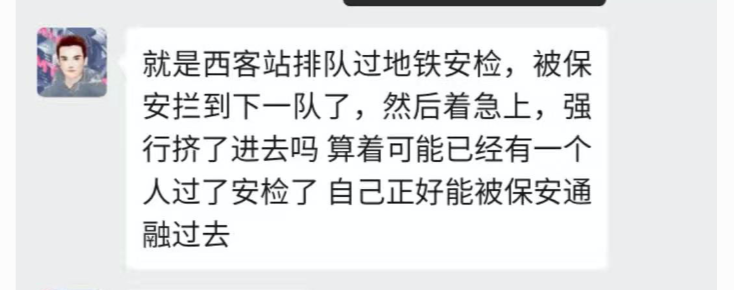 就是西客站排队过地铁安检，被保
安拦到下一队了，然后着急上，强
行挤了进去吗 算着可能已经有一个
人过了安检了 自己正好能被保安通
融过去